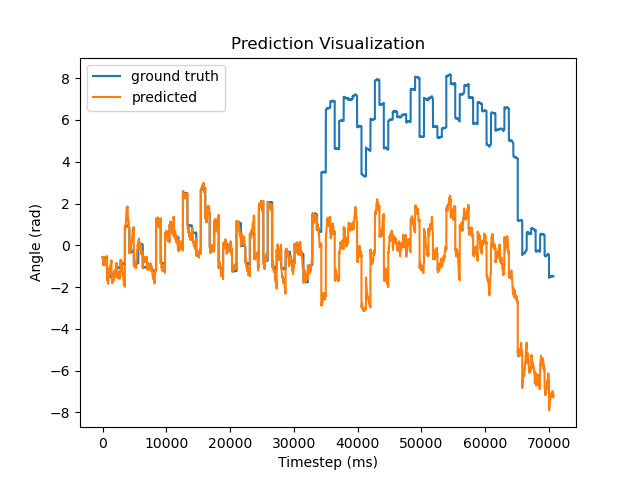 Prediction Visualization
ground truth
predicted
Angle (rad)
8
6
4
2
0
−2
−4
−6
−8
0 10000 20000 30000 40000 50000 60000 70000
Timestep (ms)